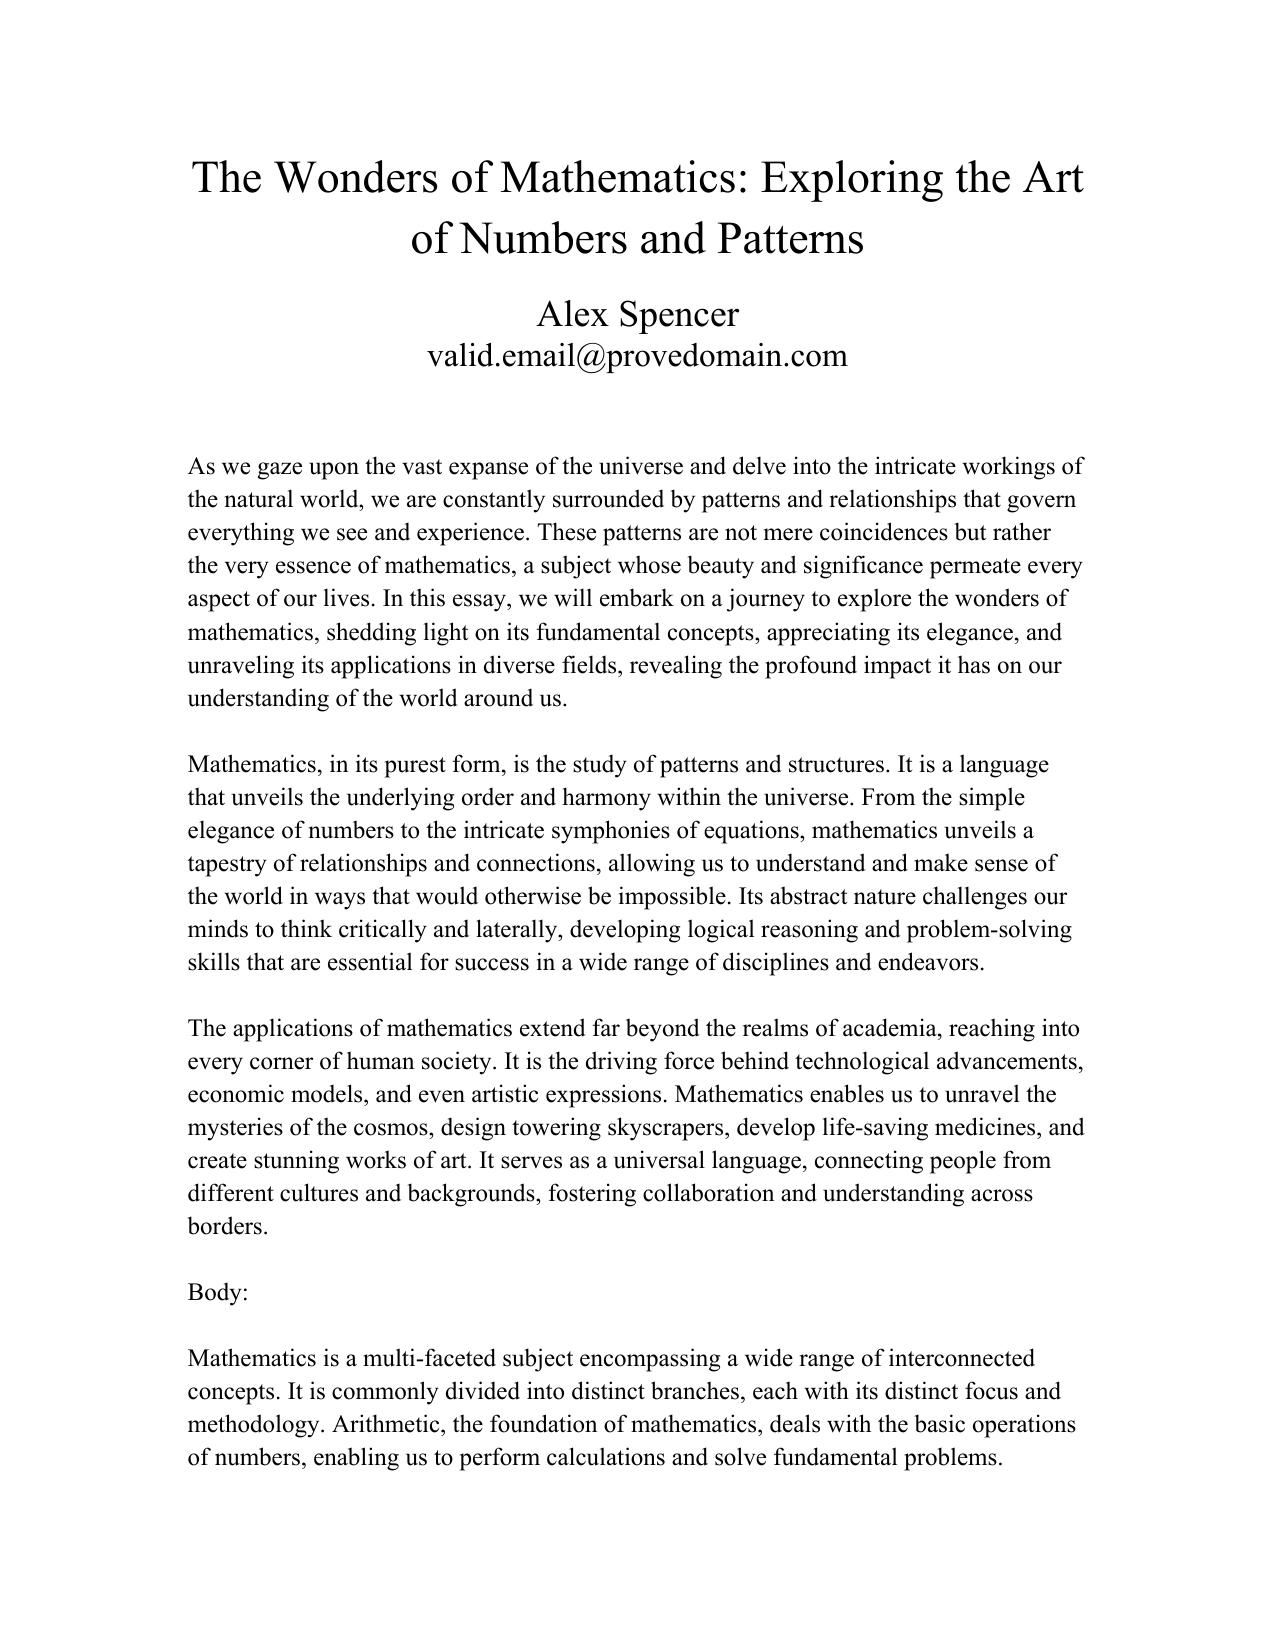 The Wonders of Mathematics: Exploring the Art
of Numbers and Patterns
Alex Spencer
valid.email@provedomain.com
As we gaze upon the vast expanse of the universe and delve into the intricate workings of
the natural world, we are constantly surrounded by patterns and relationships that govern
everything we see and experience. These patterns are not mere coincidences but rather
the very essence of mathematics, a subject whose beauty and significance permeate every
aspect of our lives. In this essay, we will embark on a journey to explore the wonders of
mathematics, shedding light on its fundamental concepts, appreciating its elegance, and
unraveling its applications in diverse fields, revealing the profound impact it has on our
understanding of the world around us.
Mathematics, in its purest form, is the study of patterns and structures. It is a language
that unveils the underlying order and harmony within the universe. From the simple
elegance of numbers to the intricate symphonies of equations, mathematics unveils a
tapestry of relationships and connections, allowing us to understand and make sense of
the world in ways that would otherwise be impossible. Its abstract nature challenges our
minds to think critically and laterally, developing logical reasoning and problem-solving
skills that are essential for success in a wide range of disciplines and endeavors.
The applications of mathematics extend far beyond the realms of academia, reaching into
every corner of human society. It is the driving force behind technological advancements,
economic models, and even artistic expressions. Mathematics enables us to unravel the
mysteries of the cosmos, design towering skyscrapers, develop life-saving medicines, and
create stunning works of art. It serves as a universal language, connecting people from
different cultures and backgrounds, fostering collaboration and understanding across
borders.
Body:
Mathematics is a multi-faceted subject encompassing a wide range of interconnected
concepts. It is commonly divided into distinct branches, each with its distinct focus and
methodology. Arithmetic, the foundation of mathematics, deals with the basic operations
of numbers, enabling us to perform calculations and solve fundamental problems.